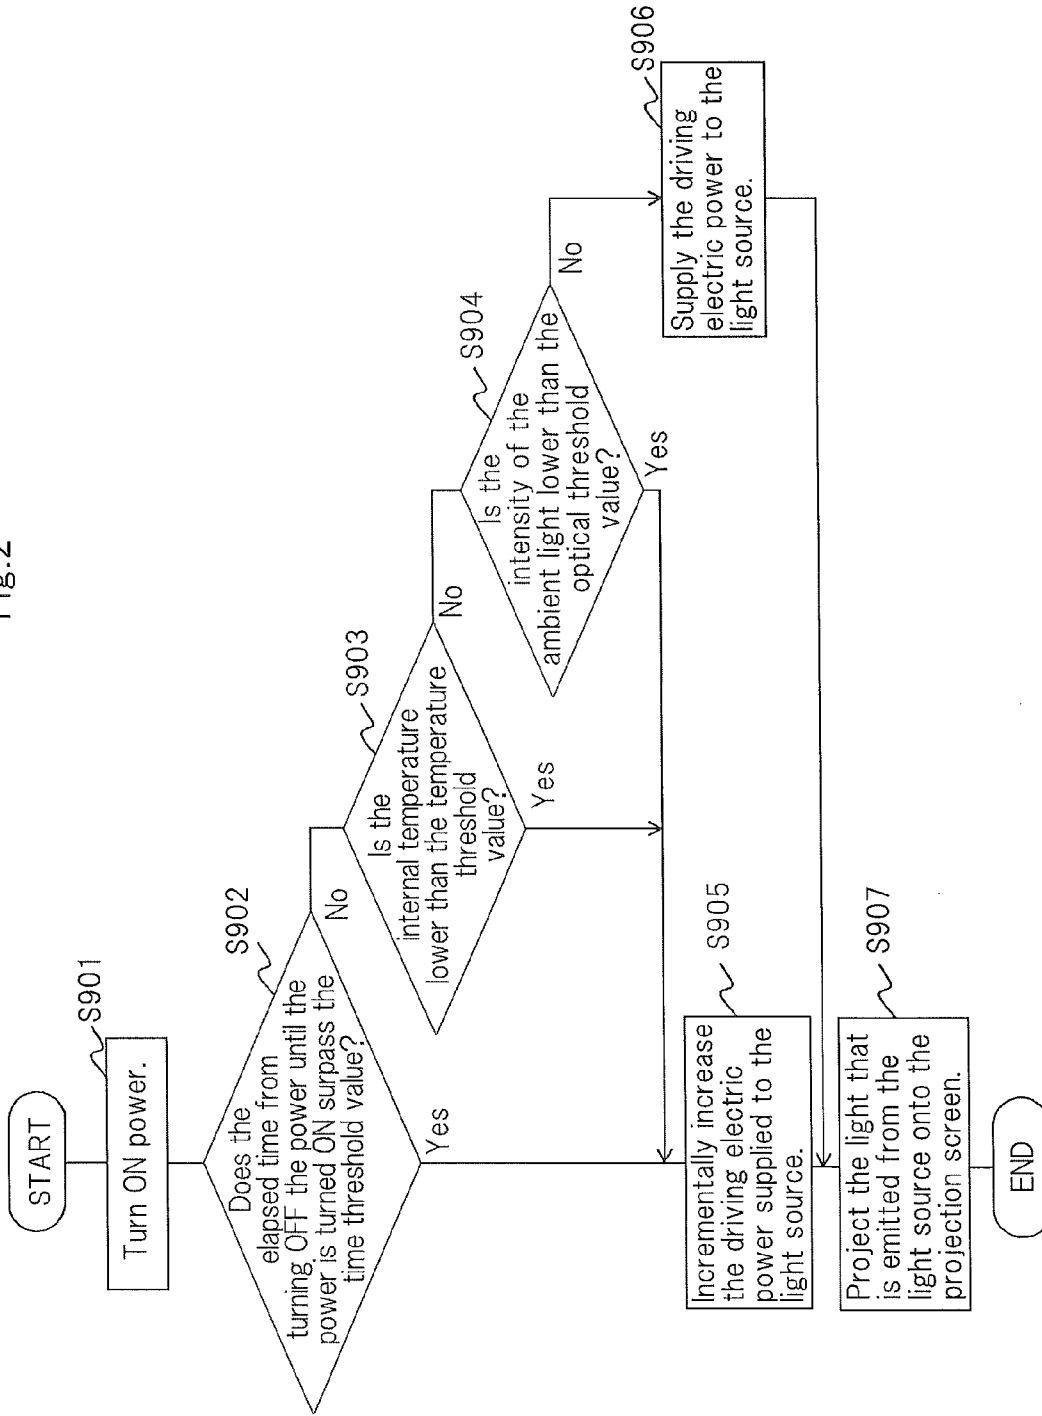 Fig.2
START
Turn ON power.
S901
Does the
elapsed time from
turning OFF the power until the
power is turned ON surpass the
time threshold value?
S902
No
Yes
Is the
internal temperature
lower than the temperature
threshold
value?
S903
No
Yes
Is the
intensity of the
ambient light lower than the
optical threshold
value?
S904
No
Yes
Incrementally increase
the driving electric
power supplied to the
light source.
S905
Supply the driving
electric power to the
light source.
S906
Project the light that
is emitted from the
light source onto the
projection screen.
S907
END